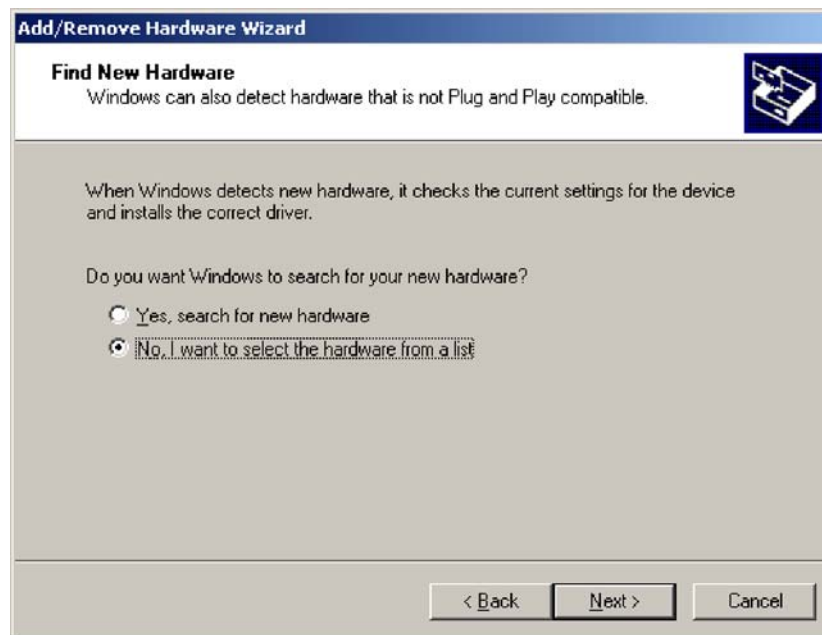 Add/Remove Hardware Wizard
Find New Hardware
Windows can also detect hardware that is not Plug and Play compatible.
When Windows detects new hardware, it checks the current settings for the device
and installs the correct driver.
Do you want Windows to search for your new hardware?
Yes, search for new hardware
No, I want to select the hardware from a list
< Back Next > Cancel